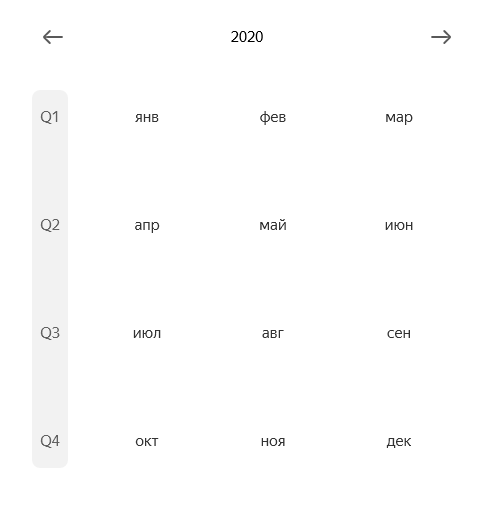 2020
Q1 янв фев мар
Q2 апр май июн
Q3 июл авг сен
Q4 окт ноя дек